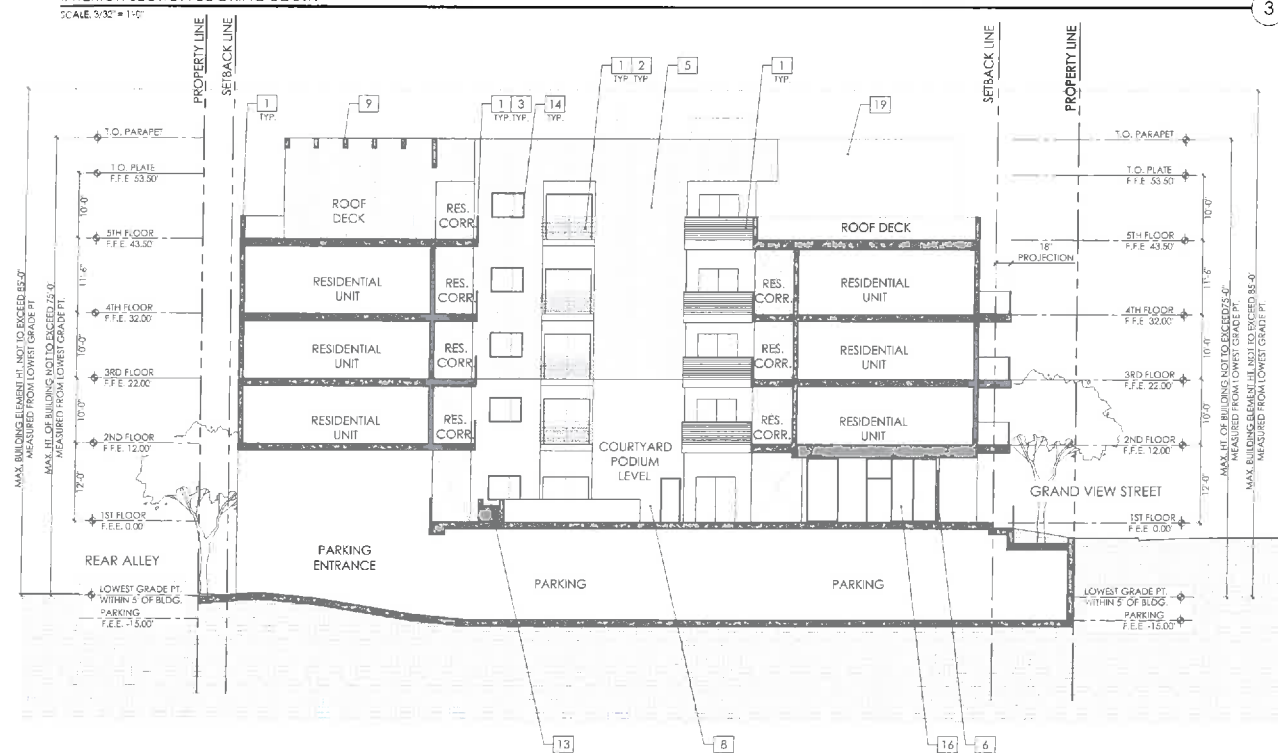 SCALE: 3/32" = 1'-0"
3
PROPERTY LINE
SETBACK LINE
SETBACK LINE
PROPERTY LINE
1
TYP.
9
1 3
TYP. TYP.
14
1 2
TYP
5
1
TYP.
19
T.O. PARAPET
T.O. PLATE
F.F.E 53.50'
10'-0"
5TH FLOOR
F.F.E. 43.50'
11'-6"
4TH FLOOR
F.F.E. 32.00'
10'-0"
3RD FLOOR
F.F.E 22.00'
10'-0"
2ND FLOOR
F.F.E. 12.00'
12'-0"
1ST FLOOR
F.E.E. 0.00'
REAR ALLEY
LOWEST GRADE PT.
WITHIN 5' OF BLDG.
PARKING
F.E.E. -15.00'
MAX. BUILDING ELEMENT HT. NOT TO EXCEED 85'-0"
MEASURED FROM LOWEST GRADE PT
MAX. HT. OF BUILDING NOT TO EXCEED 75'-0"
MEASURED FROM LOWEST GRADE PT.
ROOF
DECK
RES.
CORR.
ROOF DECK
RESIDENTIAL
UNIT
RES.
CORR.
RES.
CORR.
RESIDENTIAL
UNIT
RESIDENTIAL
UNIT
RES.
CORR.
RES.
CORR.
RESIDENTIAL
UNIT
RESIDENTIAL
UNIT
RES.
CORR.
RES.
CORR.
RESIDENTIAL
UNIT
COURTYARD
PODIUM
LEVEL
PARKING
ENTRANCE
PARKING
PARKING
18"
PROJECTION
GRAND VIEW STREET
T.O. PARAPET
T.O. PLATE
F.F.E 53.50'
10'-0"
5TH FLOOR
F.F.E. 43.50'
11'-6"
4TH FLOOR
F.F.E. 32.00'
10'-0"
3RD FLOOR
F.F.E. 22.00'
10'-0"
2ND FLOOR
F.F.E. 12.00'
12'-0"
1ST FLOOR
F.E.E. 0.00'
LOWEST GRADE PT.
WITHIN 5' OF BLDG.
PARKING
F.E.E. -15.00'
MAX. HT. OF BUILDING NOT TO EXCEED 75'-0"
MEASURED FROM LOWEST GRADE PT.
MAX. BUILDING ELEMENT HT. NOT TO EXCEED 85'-0"
MEASURED FROM LOWEST GRADE PT.
13
8
16
6